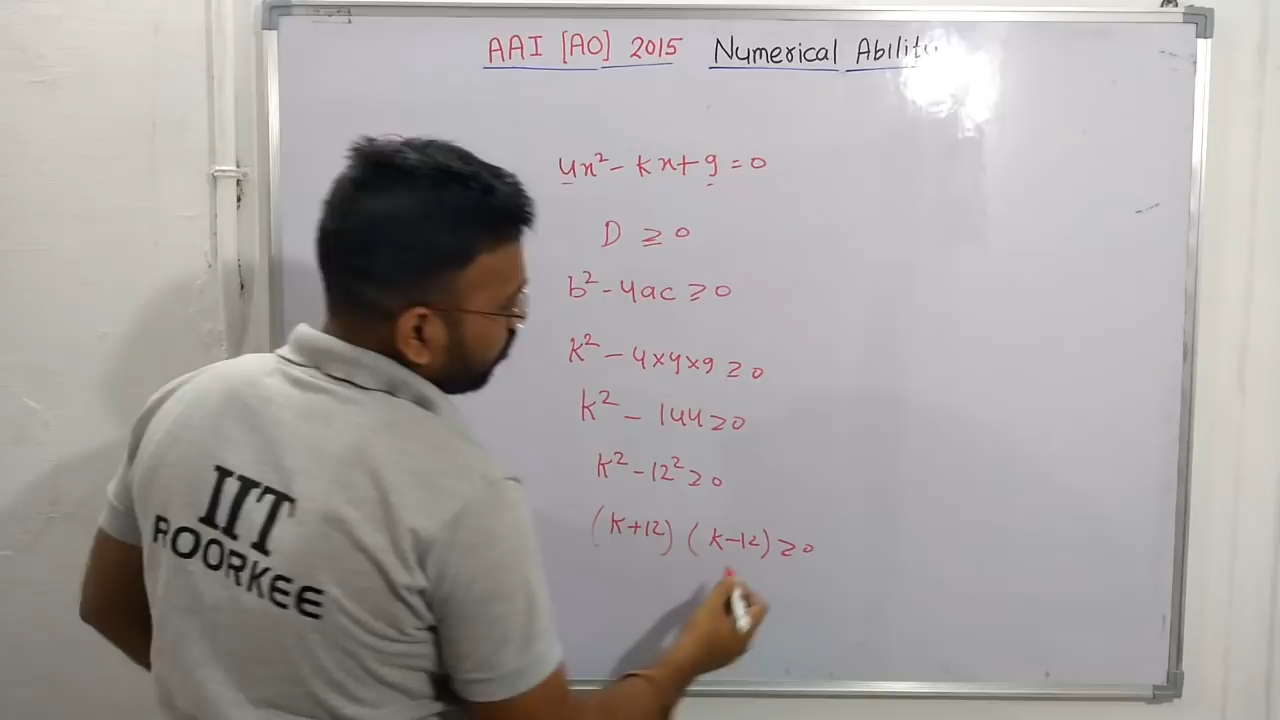 AAI [AO] 2015 Numerical Ability
4x² - kx + 9 = 0
D ≥ 0
b² - 4ac ≥ 0
k² - 4×4×9 ≥ 0
k² - 144 ≥ 0
k² - 12² ≥ 0
(k+12) (k-12) ≥ 0
IIT
ROORKEE